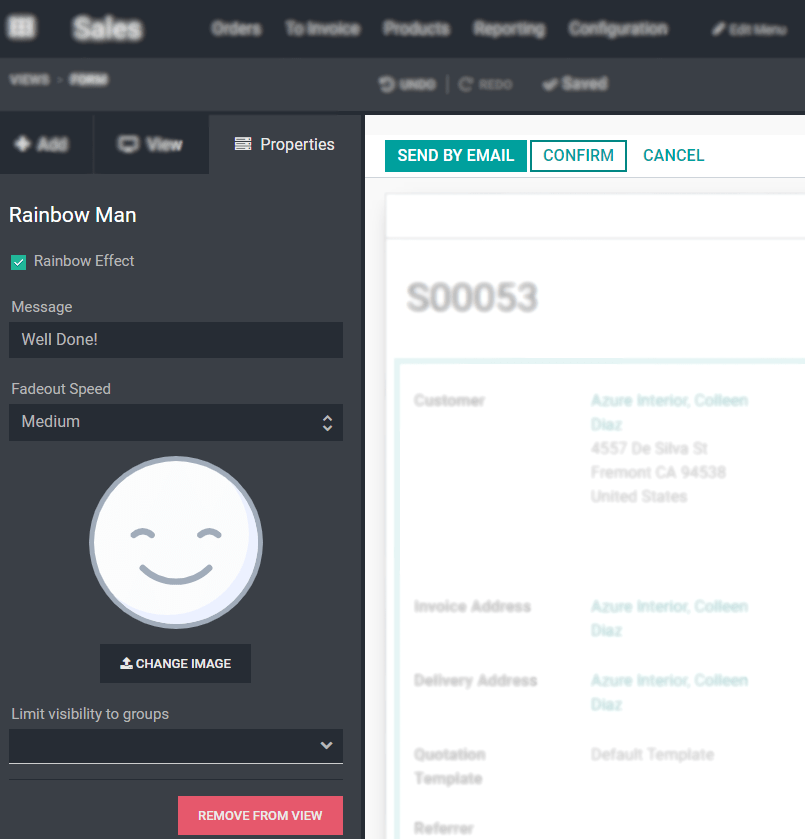 Sales
Orders To Invoice Products Reporting Configuration Edit Menu
VIEWS > FORM
UNDO REDO Saved
Add View Properties
SEND BY EMAIL CONFIRM CANCEL
Rainbow Man
Rainbow Effect
Message
Well Done!
Fadeout Speed
Medium
CHANGE IMAGE
Limit visibility to groups
REMOVE FROM VIEW
S00053
Customer Azure Interior, Colleen
Diaz
4557 De Silva St
Fremont CA 94538
United States
Invoice Address Azure Interior, Colleen
Diaz
Delivery Address Azure Interior, Colleen
Diaz
Quotation Default Template
Template
Referrer